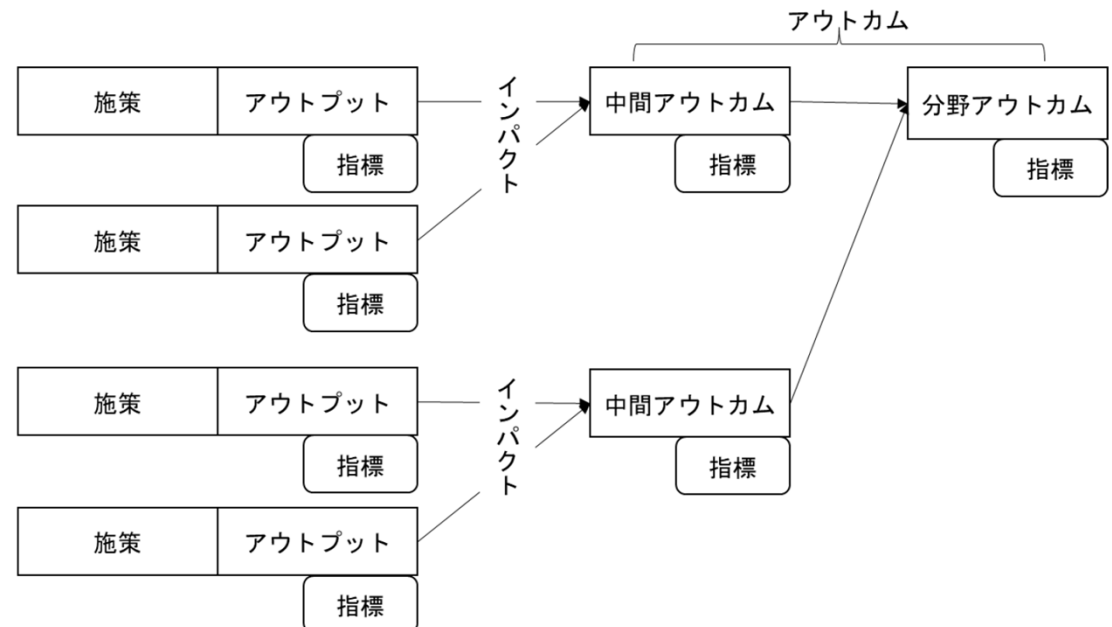 アウトカム
施策
アウトプット
インパクト
中間アウトカム
分野アウトカム
指標
指標
指標
施策
アウトプット
指標
施策
アウトプット
インパクト
中間アウトカム
指標
指標
施策
アウトプット
指標